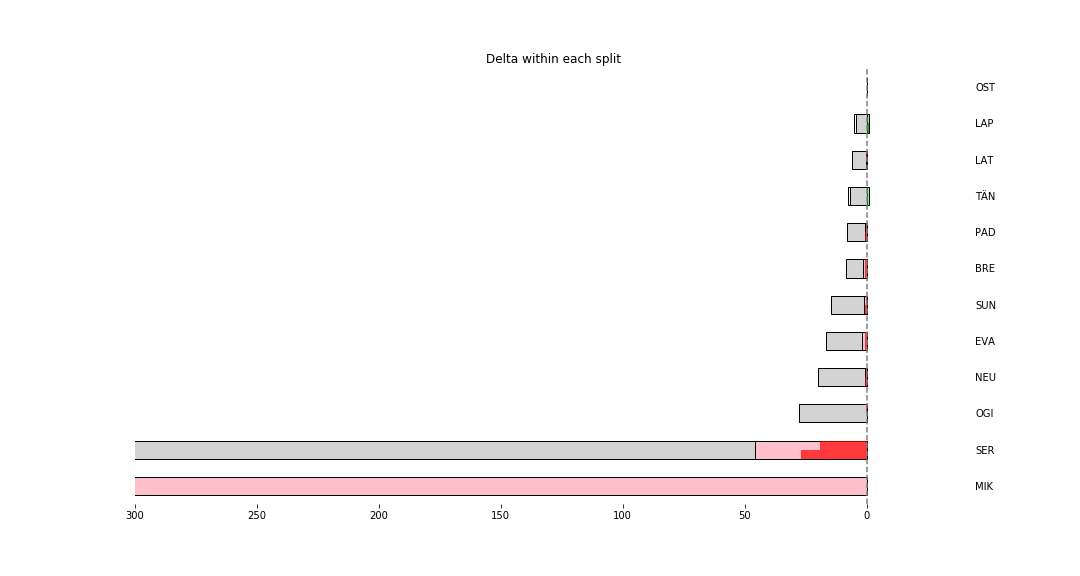 Delta within each split
OST
LAP
LAT
TÄN
PAD
BRE
SUN
EVA
NEU
OGI
SER
MIK
300 250 200 150 100 50 0